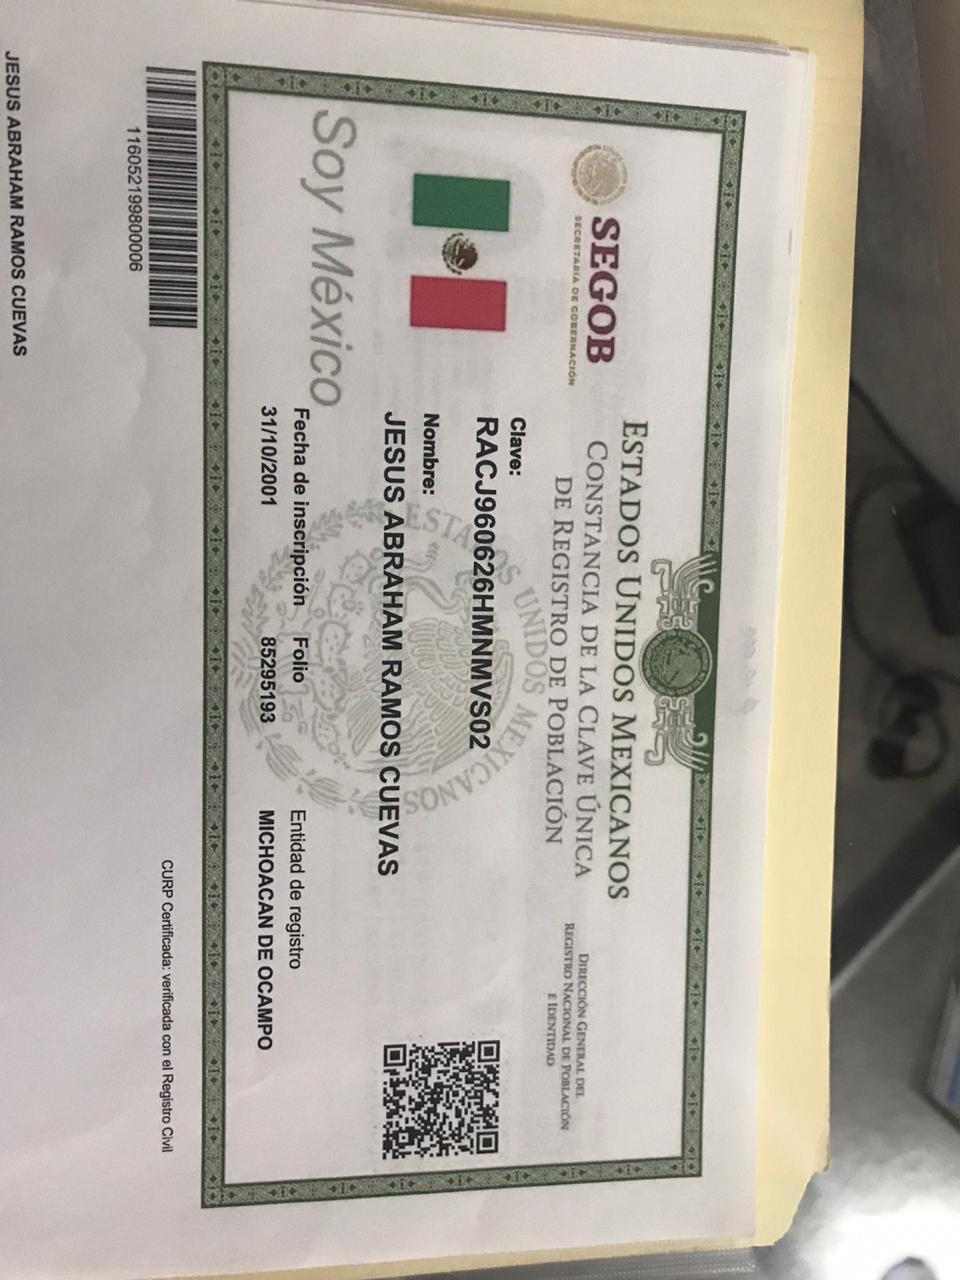 ESTADOS UNIDOS MEXICANOS
CONSTANCIA DE LA CLAVE ÚNICA
DE REGISTRO DE POBLACIÓN
SEGOB
SECRETARÍA DE GOBERNACIÓN
DIRECCIÓN GENERAL DEL
REGISTRO NACIONAL DE POBLACIÓN
E IDENTIDAD
Clave:
RACJ960626HMNMVS02
Nombre:
JESUS ABRAHAM RAMOS CUEVAS
ESTADOS UNIDOS MEXICANOS
Soy México
Fecha de inscripción Folio Entidad de registro
31/10/2001 85295193 MICHOACAN DE OCAMPO
116052199800006
CURP Certificada: verificada con el Registro Civil
JESUS ABRAHAM RAMOS CUEVAS